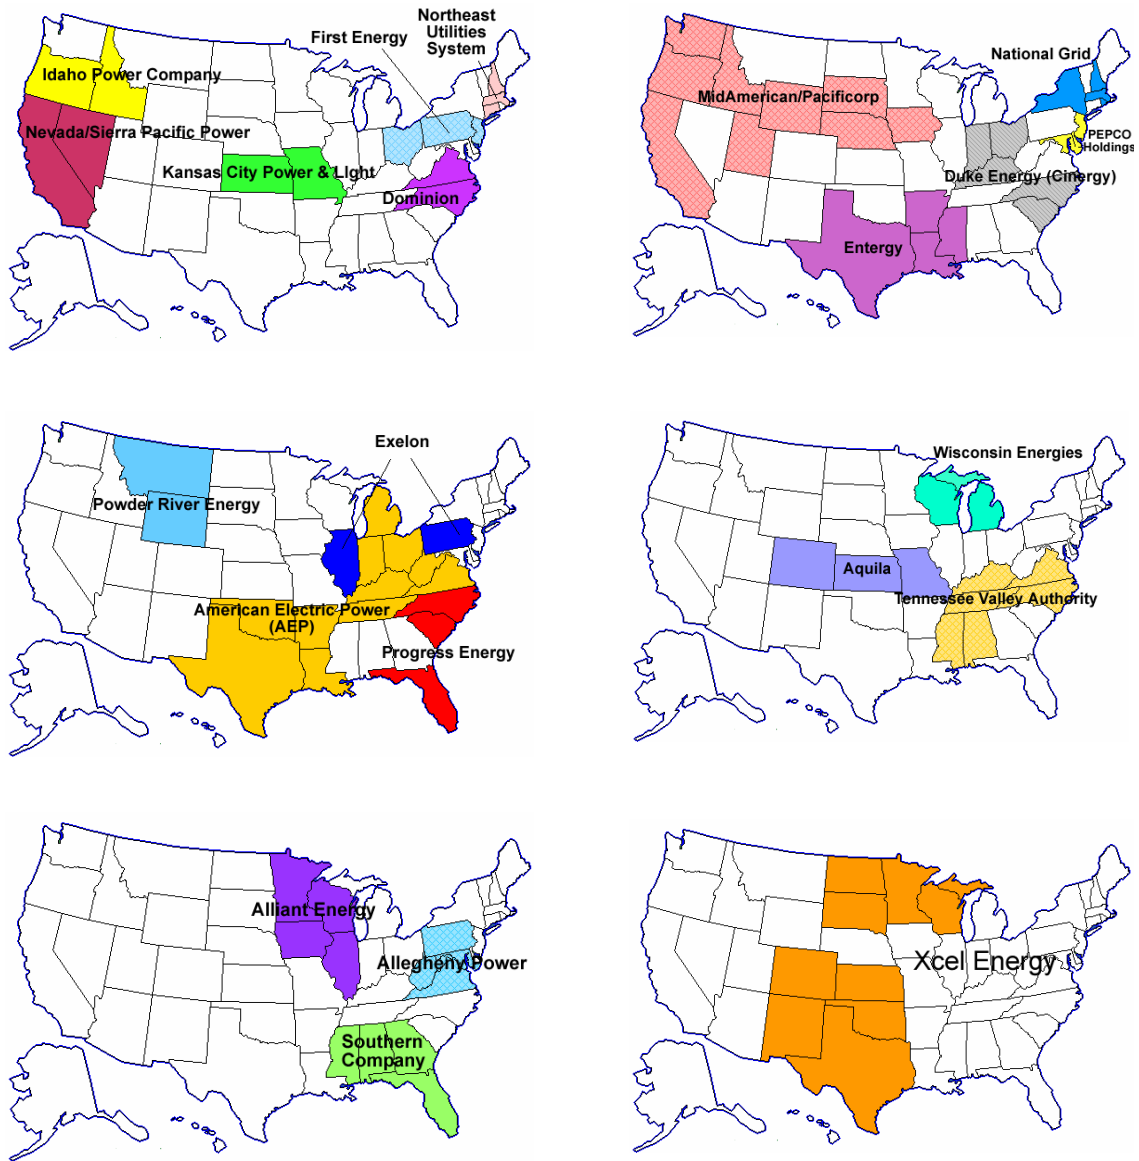 Northeast
Utilities
System
First Energy
Idaho Power Company
Nevada/Sierra Pacific Power
Kansas City Power & LIght
Dominion
National Grid
MidAmerican/Pacificorp
PEPCO
Holdings
Duke Energy (Cinergy)
Entergy
Exelon
Powder River Energy
American Electric Power
(AEP)
Progress Energy
Wisconsin Energies
Aquila
Tennessee Valley Authority
Alliant Energy
Allegheny Power
Southern
Company
Xcel Energy